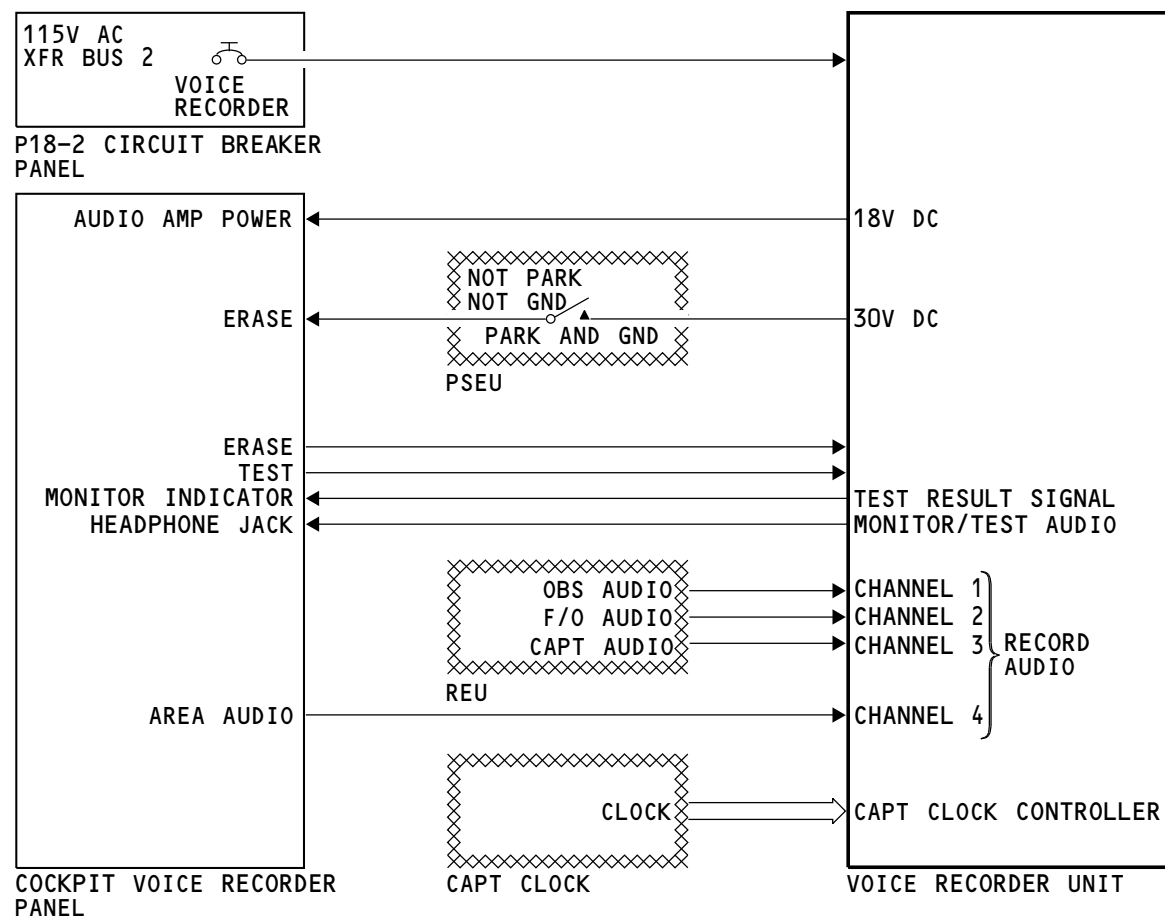 115V AC
XFR BUS 2
VOICE
RECORDER
P18-2 CIRCUIT BREAKER
PANEL
AUDIO AMP POWER
18V DC
NOT PARK
NOT GND
ERASE
30V DC
PARK AND GND
PSEU
ERASE
TEST
MONITOR INDICATOR
TEST RESULT SIGNAL
HEADPHONE JACK
MONITOR/TEST AUDIO
OBS AUDIO
CHANNEL 1
F/O AUDIO
CHANNEL 2
CAPT AUDIO
CHANNEL 3
RECORD
AUDIO
REU
AREA AUDIO
CHANNEL 4
CLOCK
CAPT CLOCK CONTROLLER
COCKPIT VOICE RECORDER
PANEL
CAPT CLOCK
VOICE RECORDER UNIT